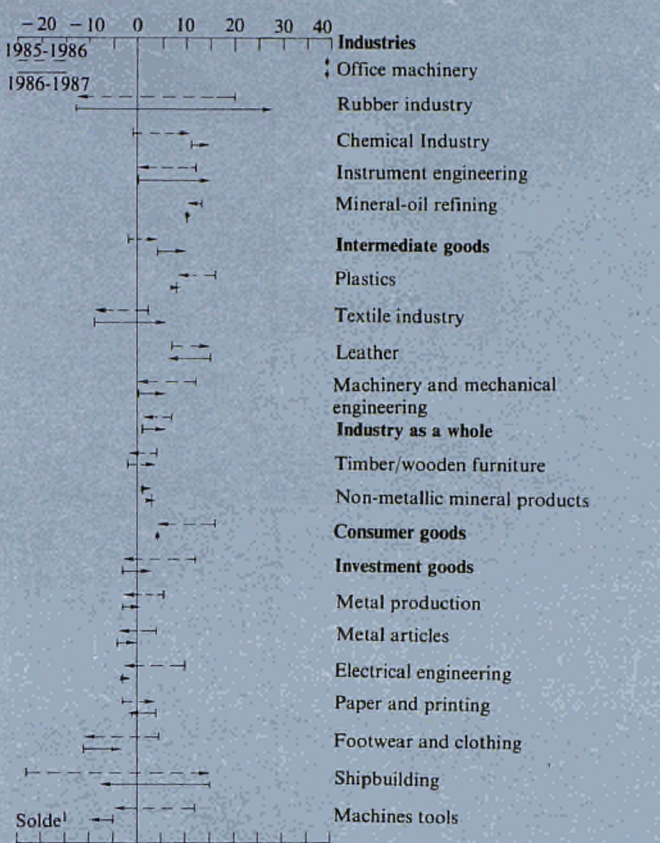 −20 −10 0 10 20 30 40
Industries
1985-1986
Office machinery
1986-1987
Rubber industry
Chemical Industry
Instrument engineering
Mineral-oil refining
Intermediate goods
Plastics
Textile industry
Leather
Machinery and mechanical
engineering
Industry as a whole
Timber/wooden furniture
Non-metallic mineral products
Consumer goods
Investment goods
Metal production
Metal articles
Electrical engineering
Paper and printing
Footwear and clothing
Shipbuilding
Solde¹ Machines tools